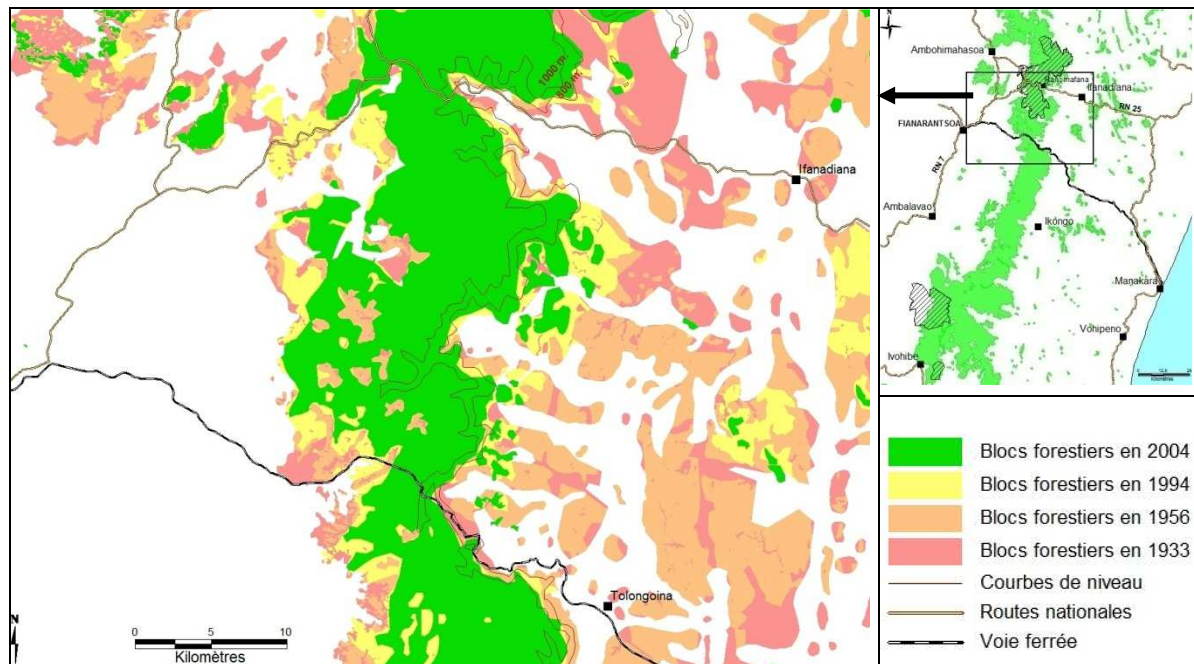 1000 m.
800 m.
Ifanadiana
Tolongoina
N
0 5 10
Kilomètres
N
Ambohimahasoa
Ranomafana
Ifanadiana
RN 25
FIANARANTSOA
RN 7
Ambalavao
Ikongo
Manakara
Vohipeno
Ivohibe
Kilomètres
Blocs forestiers en 2004
Blocs forestiers en 1994
Blocs forestiers en 1956
Blocs forestiers en 1933
Courbes de niveau
Routes nationales
Voie ferrée